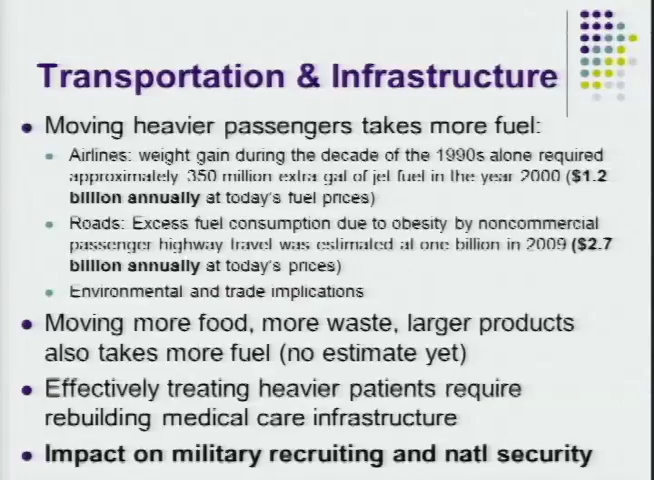 Transportation & Infrastructure
Moving heavier passengers takes more fuel:
Airlines: weight gain during the decade of the 1990s alone required
approximately 350 million extra gal of jet fuel in the year 2000 ($1.2
billion annually at today's fuel prices)
Roads: Excess fuel consumption due to obesity by noncommercial
passenger highway travel was estimated at one billion in 2009 ($2.7
billion annually at today's prices)
Environmental and trade implications
Moving more food, more waste, larger products
also takes more fuel (no estimate yet)
Effectively treating heavier patients require
rebuilding medical care infrastructure
Impact on military recruiting and natl security